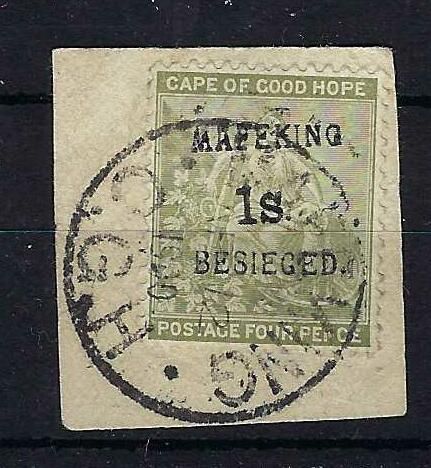 CAPE OF GOOD HOPE
MAFEKING
1s.
BESIEGED.
POSTAGE FOUR PENCE
C.G.H.